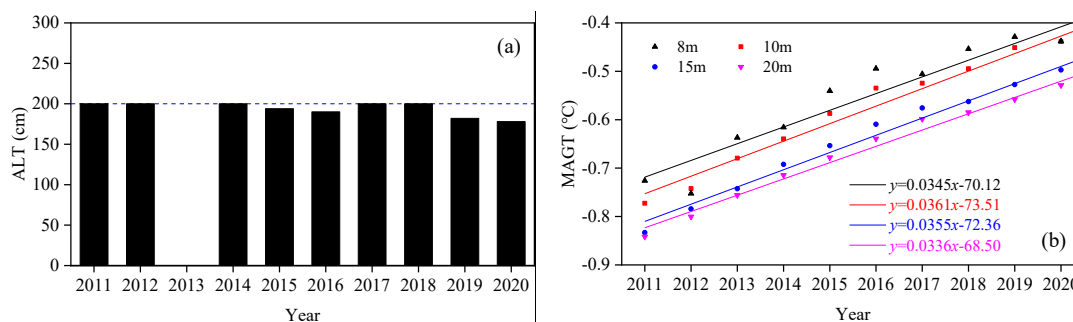 300
250
200
150
100
50
0
ALT (cm)
(a)
2011 2012 2013 2014 2015 2016 2017 2018 2019 2020
Year
-0.4
-0.5
-0.6
-0.7
-0.8
-0.9
MAGT (℃)
8m 10m
15m 20m
y=0.0345x-70.12
y=0.0361x-73.51
y=0.0355x-72.36
y=0.0336x-68.50
(b)
2011 2012 2013 2014 2015 2016 2017 2018 2019 2020
Year